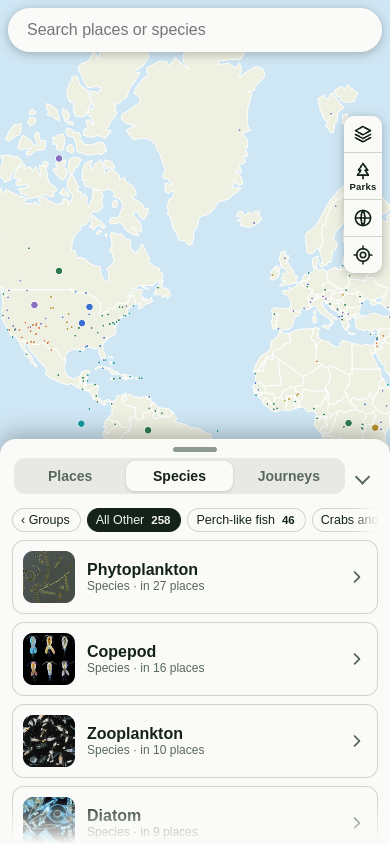 Search places or species
Parks
Places Species Journeys
‹ Groups All Other 258 Perch-like fish 46 Crabs and
Phytoplankton
Species · in 27 places
Copepod
Species · in 16 places
Zooplankton
Species · in 10 places
Diatom
Species · in 9 places